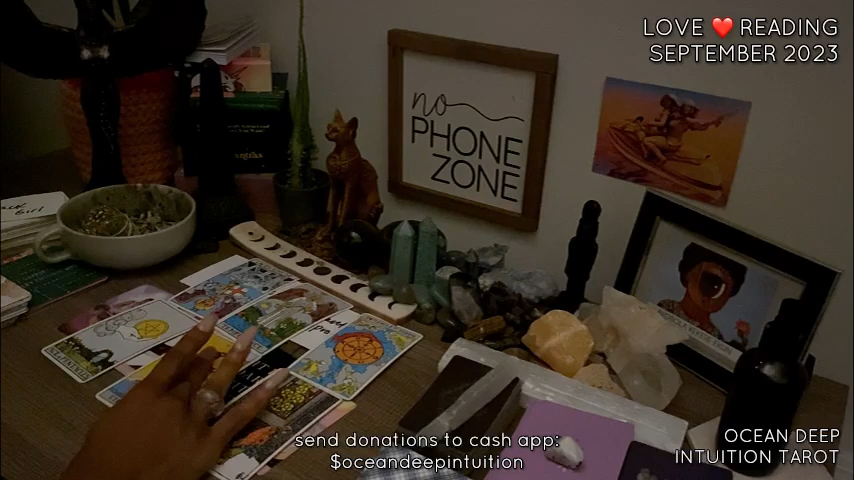 LOVE ❤️ READING
SEPTEMBER 2023
no
PHONE
ZONE
send donations to cash app:
$oceandeepintuition
OCEAN DEEP
INTUITION TAROT